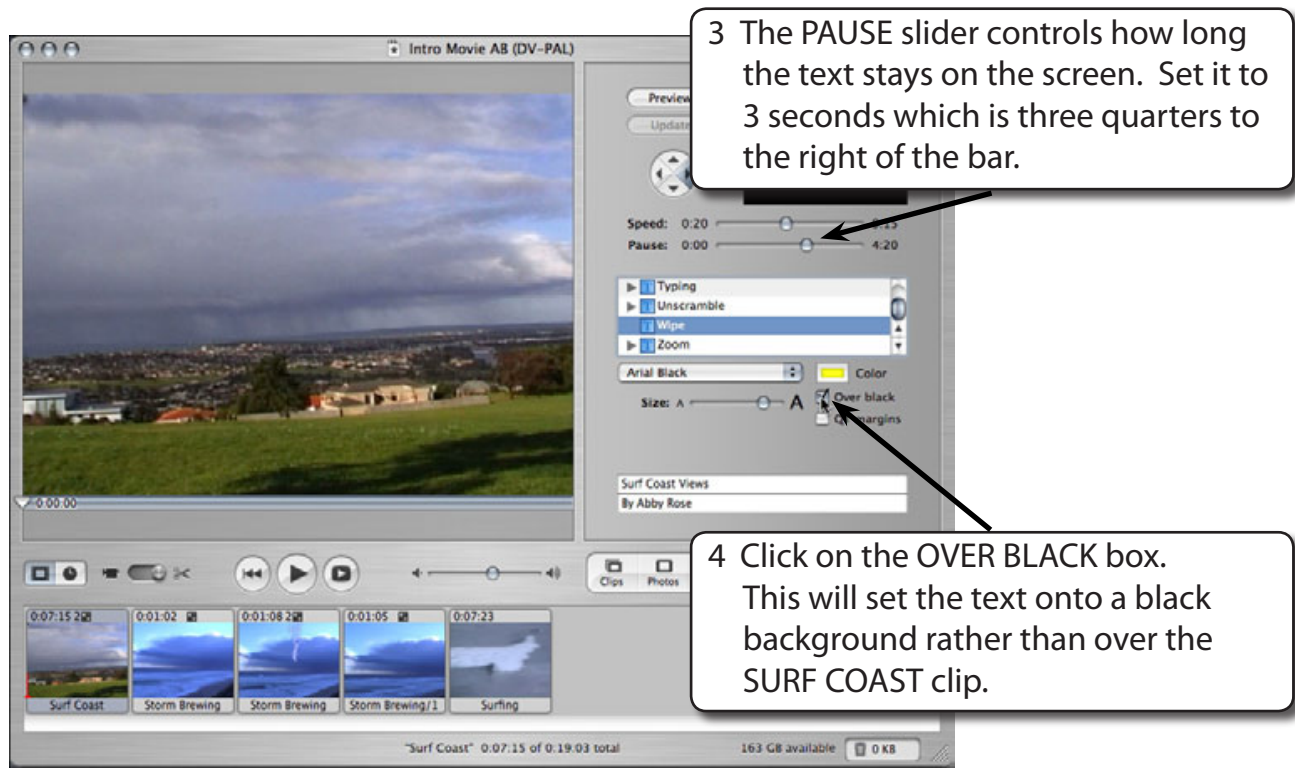 Intro Movie AB (DV-PAL)
3 The PAUSE slider controls how long
the text stays on the screen. Set it to
3 seconds which is three quarters to
the right of the bar.
Preview
Update
Speed: 0:20
Pause: 0:00 4:20
Typing
Unscramble
Wipe
Zoom
Arial Black Color
Size: A A Over black
margins
Surf Coast Views
By Abby Rose
0:00:00
4 Click on the OVER BLACK box.
This will set the text onto a black
background rather than over the
SURF COAST clip.
Clips Photos
0:07:15 2 0:01:02 0:01:08 2 0:01:05 0:07:23
Surf Coast Storm Brewing Storm Brewing Storm Brewing/1 Surfing
"Surf Coast" 0:07:15 of 0:19:03 total 163 GB available 0 KB